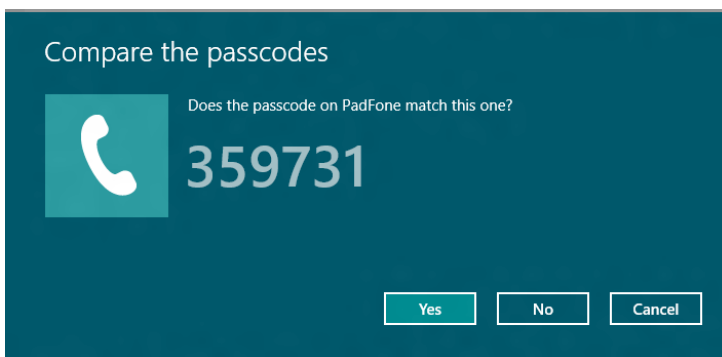 Compare the passcodes
Does the passcode on PadFone match this one?
359731
Yes No Cancel